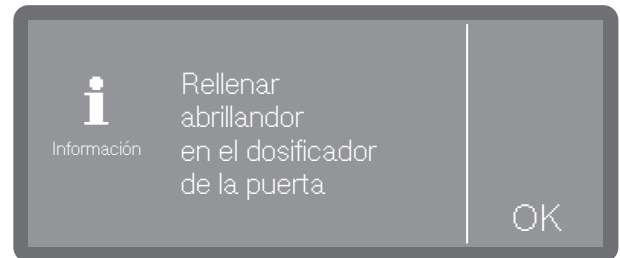 Rellenar
abrillandor
en el dosificador
de la puerta
Información
OK